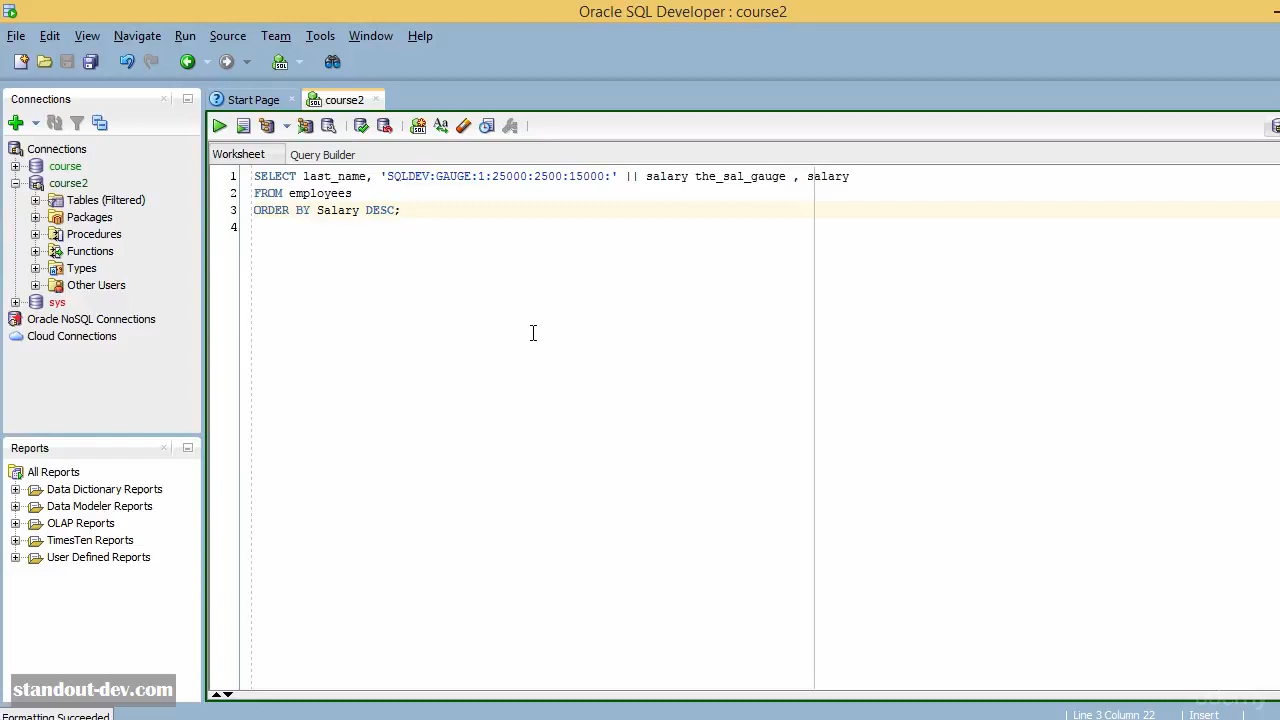 Oracle SQL Developer : course2
File Edit View Navigate Run Source Team Tools Window Help
Connections
Start Page
course2
Worksheet
Query Builder
Connections
course
course2
Tables (Filtered)
Packages
Procedures
Functions
Types
Other Users
sys
Oracle NoSQL Connections
Cloud Connections
1 SELECT last_name, 'SQLDEV:GAUGE:1:25000:2500:15000:' || salary the_sal_gauge , salary
2 FROM employees
3 ORDER BY Salary DESC;
4
Reports
All Reports
Data Dictionary Reports
Data Modeler Reports
OLAP Reports
TimesTen Reports
User Defined Reports
standout-dev.com
Formatting Succeeded
Line 3 Column 22
Insert
udemy